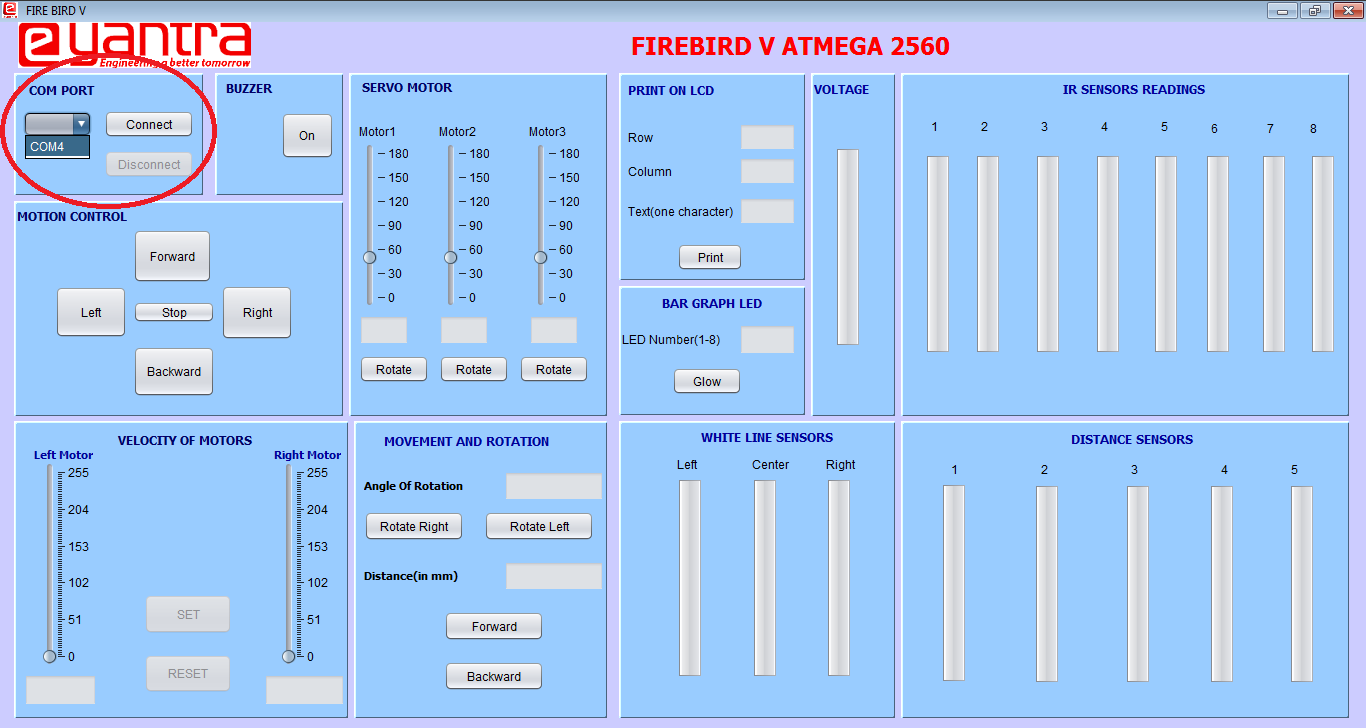 FIRE BIRD V
e yantra
Engineering a better tomorrow
FIREBIRD V ATMEGA 2560
COM PORT
Connect
COM4
Disconnect
BUZZER
On
MOTION CONTROL
Forward
Left
Stop
Right
Backward
SERVO MOTOR
Motor1 Motor2 Motor3
180 180 180
150 150 150
120 120 120
90 90 90
60 60 60
30 30 30
0 0 0
Rotate Rotate Rotate
PRINT ON LCD
Row
Column
Text(one character)
Print
BAR GRAPH LED
LED Number(1-8)
Glow
VOLTAGE
IR SENSORS READINGS
1 2 3 4 5 6 7 8
VELOCITY OF MOTORS
Left Motor Right Motor
255 255
204 204
153 153
102 102
51 51
0 0
SET
RESET
MOVEMENT AND ROTATION
Angle Of Rotation
Rotate Right Rotate Left
Distance(in mm)
Forward
Backward
WHITE LINE SENSORS
Left Center Right
DISTANCE SENSORS
1 2 3 4 5